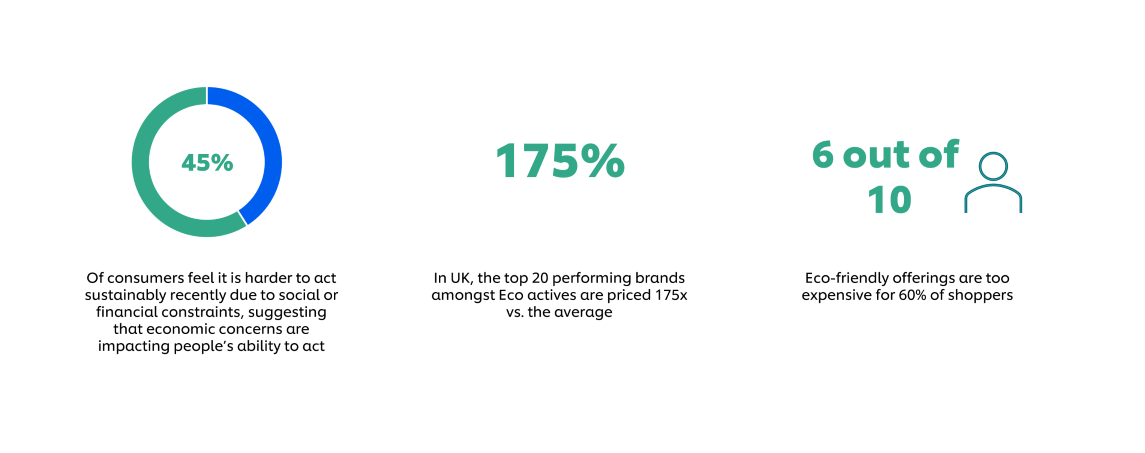 45%
Of consumers feel it is harder to act
sustainably recently due to social or
financial constraints, suggesting
that economic concerns are
impacting people's ability to act
175%
In UK, the top 20 performing brands
amongst Eco actives are priced 175x
vs. the average
6 out of
10
Eco-friendly offerings are too
expensive for 60% of shoppers